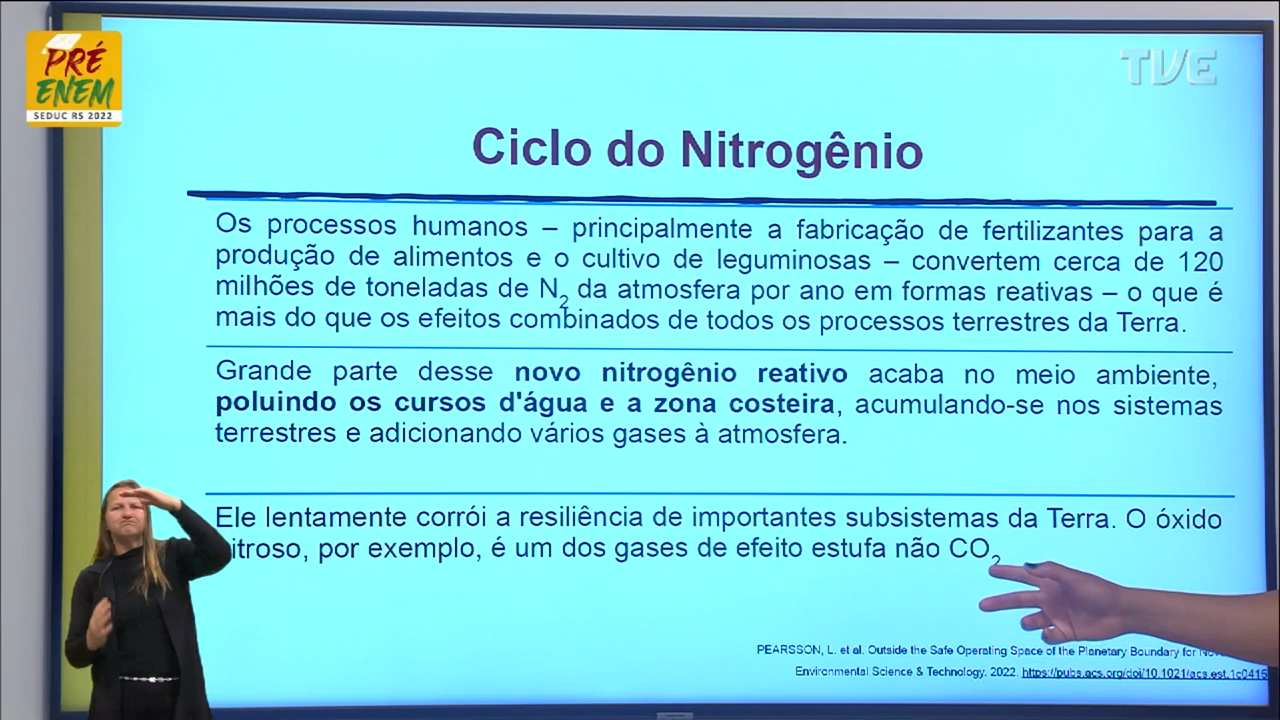 PRÉ
ENEM
SEDUC RS 2022
TVE
Ciclo do Nitrogênio
Os processos humanos – principalmente a fabricação de fertilizantes para a
produção de alimentos e o cultivo de leguminosas – convertem cerca de 120
milhões de toneladas de N2 da atmosfera por ano em formas reativas – o que é
mais do que os efeitos combinados de todos os processos terrestres da Terra.
Grande parte desse novo nitrogênio reativo acaba no meio ambiente,
poluindo os cursos d'água e a zona costeira, acumulando-se nos sistemas
terrestres e adicionando vários gases à atmosfera.
Ele lentamente corrói a resiliência de importantes subsistemas da Terra. O óxido
itroso, por exemplo, é um dos gases de efeito estufa não CO2
PEARSSON, L. et al. Outside the Safe Operating Space of the Planetary Boundary for
Environmental Science & Technology. 2022. https://pubs.acs.org/doi/10.1021/acs.est.1c0415